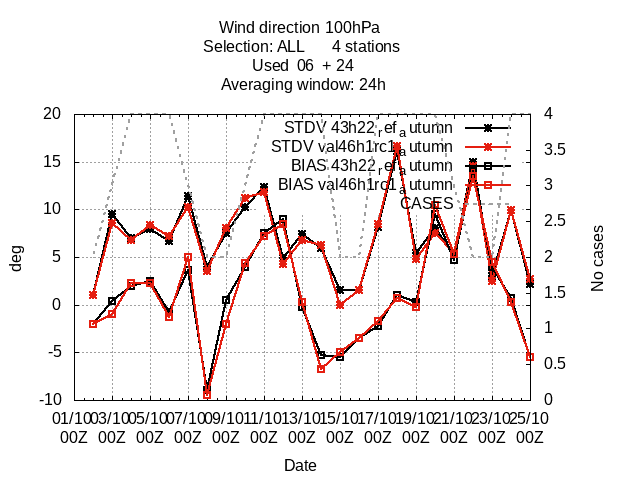 Wind direction 100hPa
Selection: ALL 4 stations
Used 06 + 24
Averaging window: 24h
20
15
10
5
0
-5
-10
deg
4
3.5
3
2.5
2
1.5
1
0.5
0
No cases
STDV 43h22_ref_autumn
STDV val46h1rc1_autumn
BIAS 43h22_ref_autumn
BIAS val46h1rc1_autumn
CASES
01/10 03/10 05/10 07/10 09/10 11/10 13/10 15/10 17/10 19/10 21/10 23/10 25/10
00Z 00Z 00Z 00Z 00Z 00Z 00Z 00Z 00Z 00Z 00Z 00Z 00Z
Date